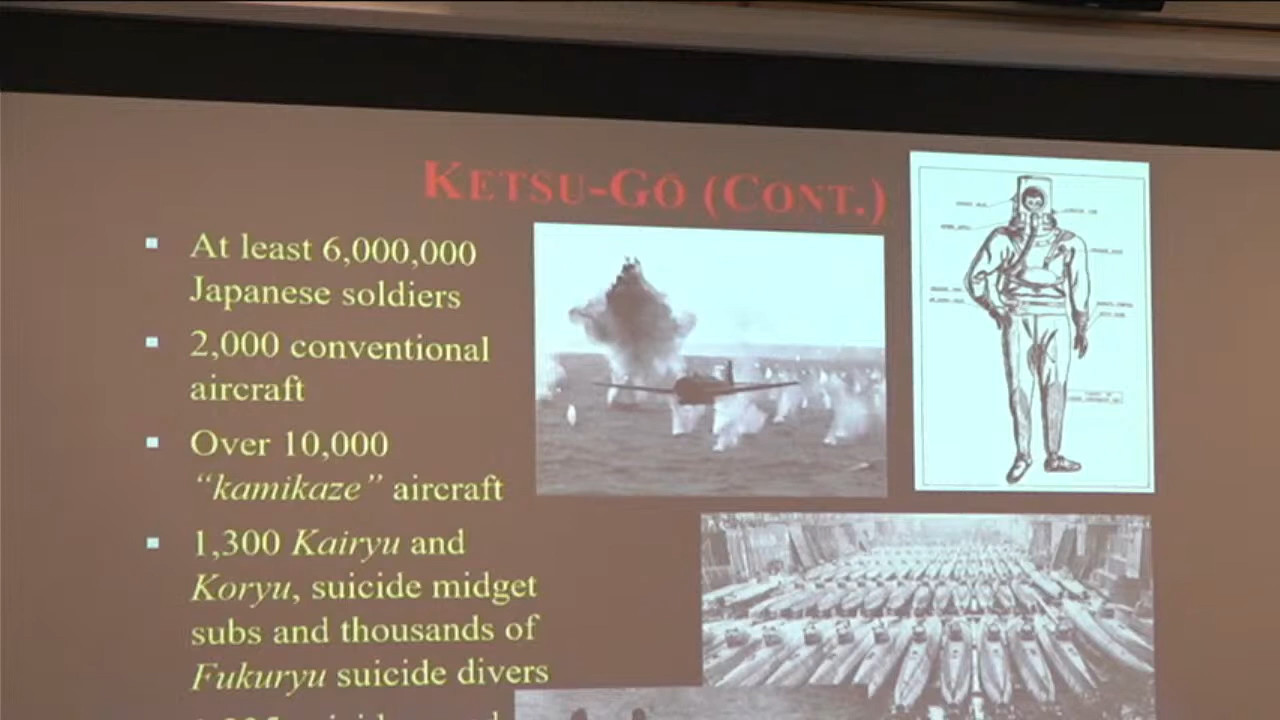 KETSU-GŌ (CONT.)
At least 6,000,000
Japanese soldiers
2,000 conventional
aircraft
Over 10,000
“kamikaze” aircraft
1,300 Kairyu and
Koryu, suicide midget
subs and thousands of
Fukuryu suicide divers